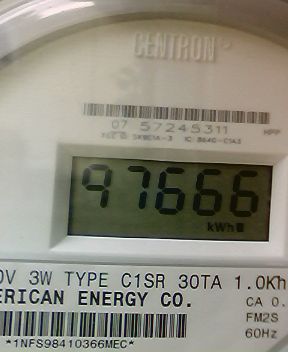 CENTRON
07 57245311
HPP
97666
kWh
0V 3W TYPE C1SR 30TA 1.0Kh
ERICAN ENERGY CO.
CA 0.
FM2S
60Hz
*1NFS98410366MEC*